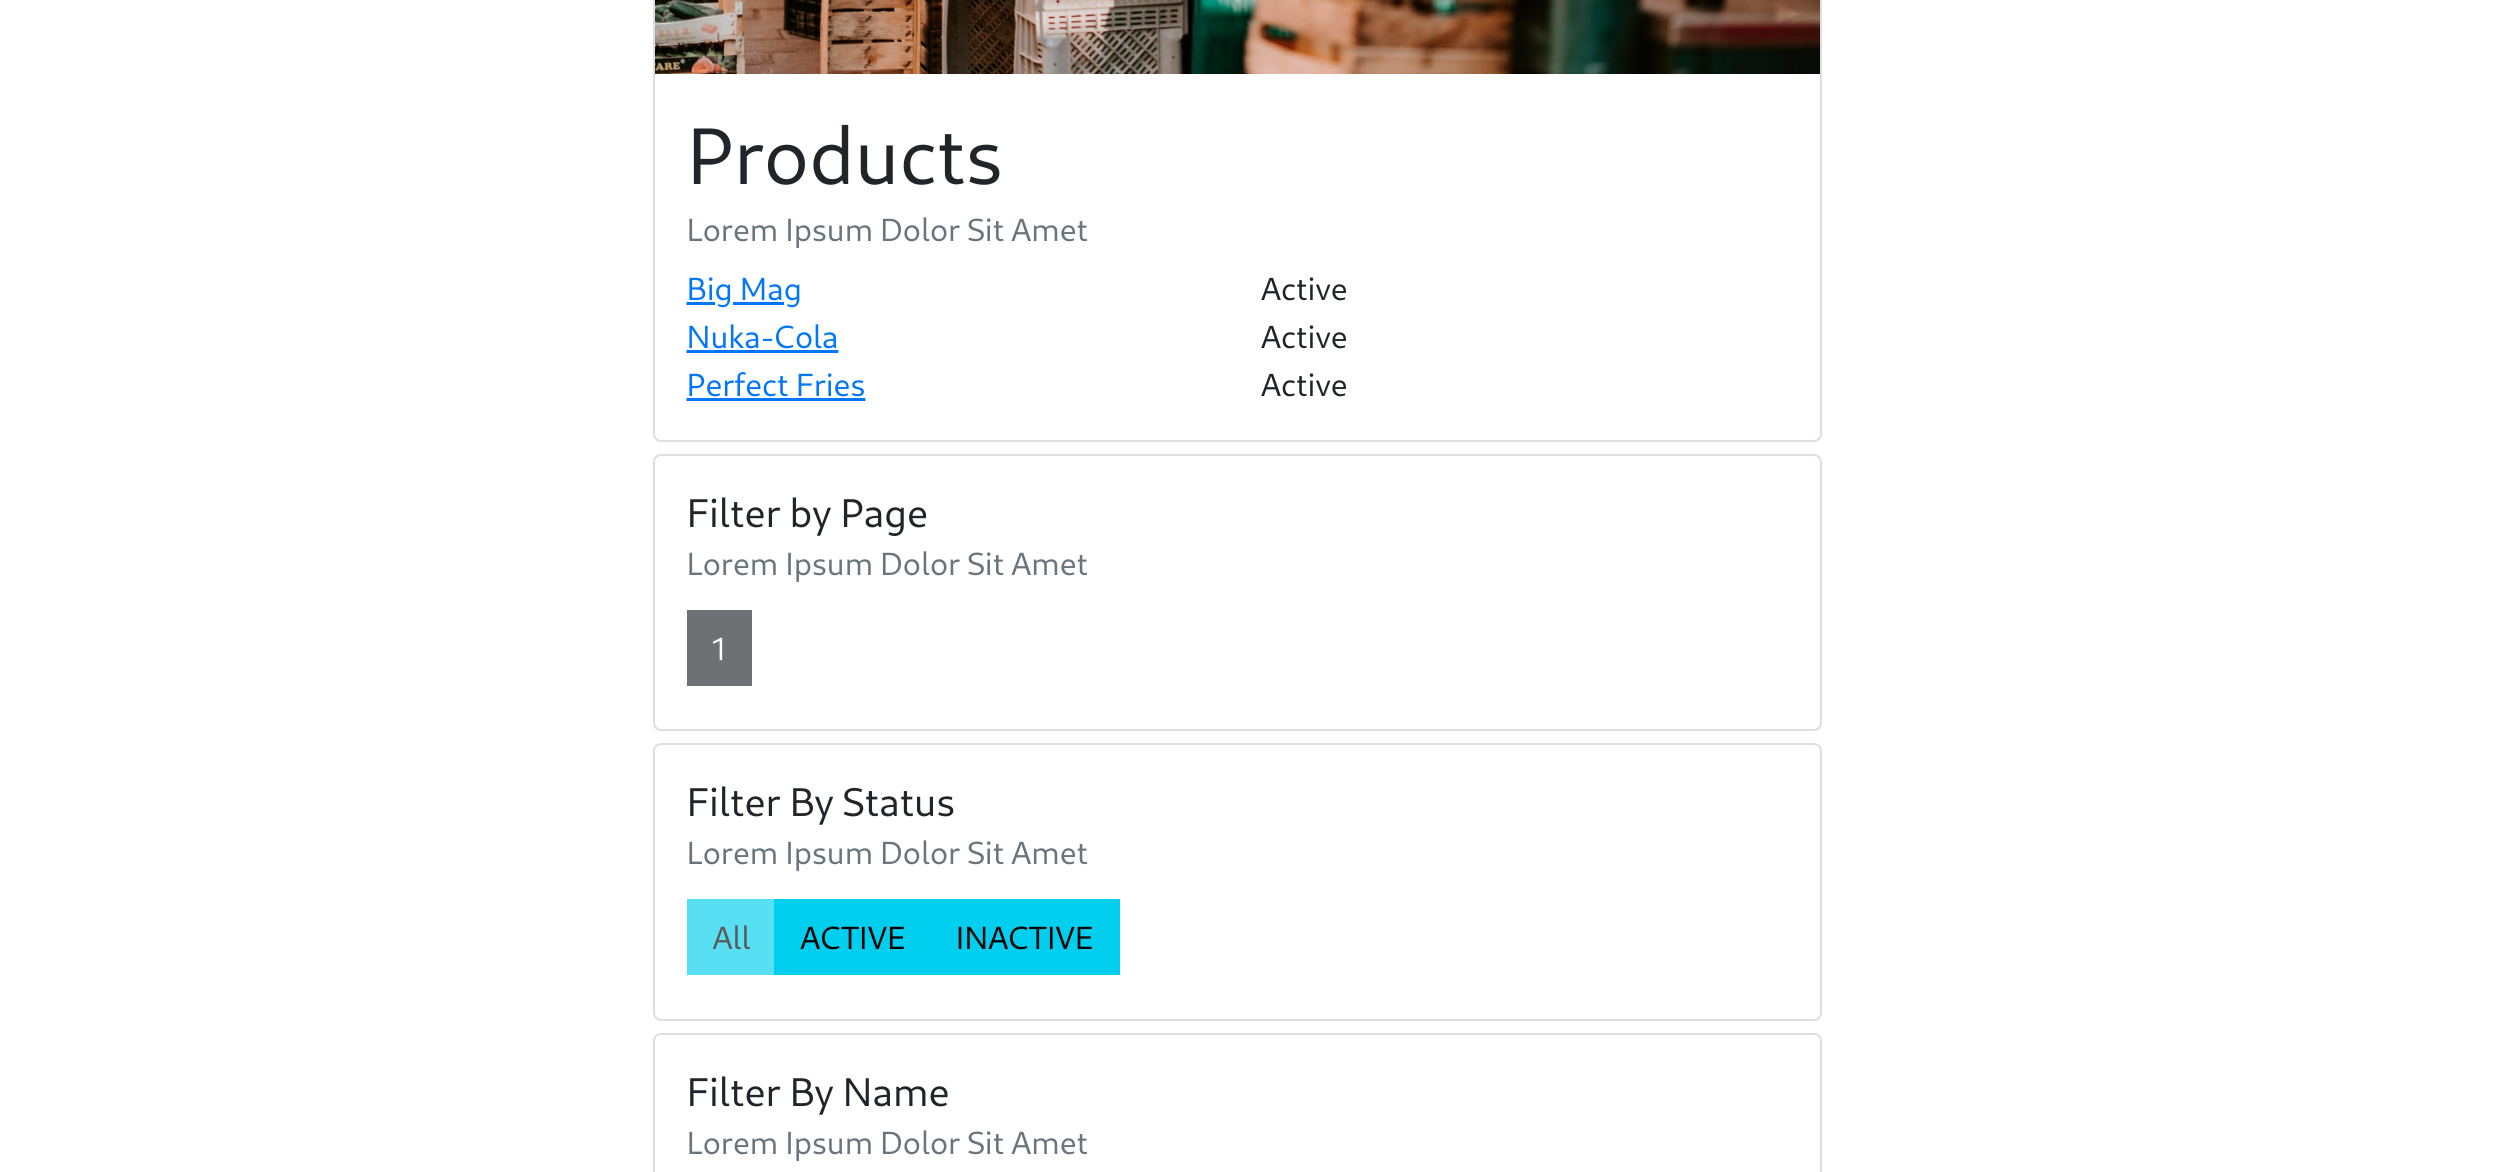 ARE
Products
Lorem Ipsum Dolor Sit Amet
Big Mag Active
Nuka-Cola Active
Perfect Fries Active
Filter by Page
Lorem Ipsum Dolor Sit Amet
1
Filter By Status
Lorem Ipsum Dolor Sit Amet
All ACTIVE INACTIVE
Filter By Name
Lorem Ipsum Dolor Sit Amet